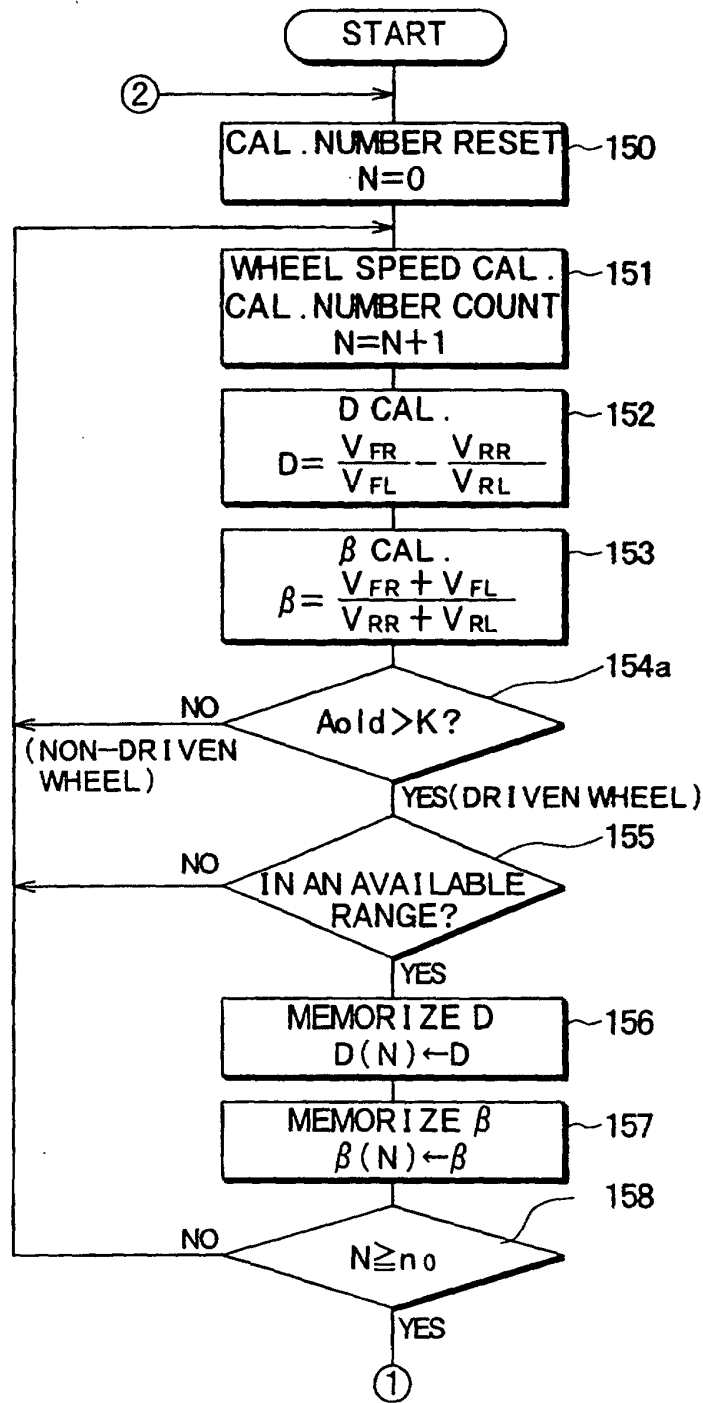 START
②
CAL.NUMBER RESET
N=0
150
WHEEL SPEED CAL.
CAL.NUMBER COUNT
N=N+1
151
D CAL.
D= VFR/VFL - VRR/VRL
152
β CAL.
β= VFR + VFL / VRR + VRL
153
154a
NO
Aold>K?
(NON-DRIVEN
WHEEL)
YES(DRIVEN WHEEL)
155
NO
IN AN AVAILABLE
RANGE?
YES
MEMORIZE D
D(N)←D
156
MEMORIZE β
β(N)←β
157
158
NO
N≧n0
YES
①